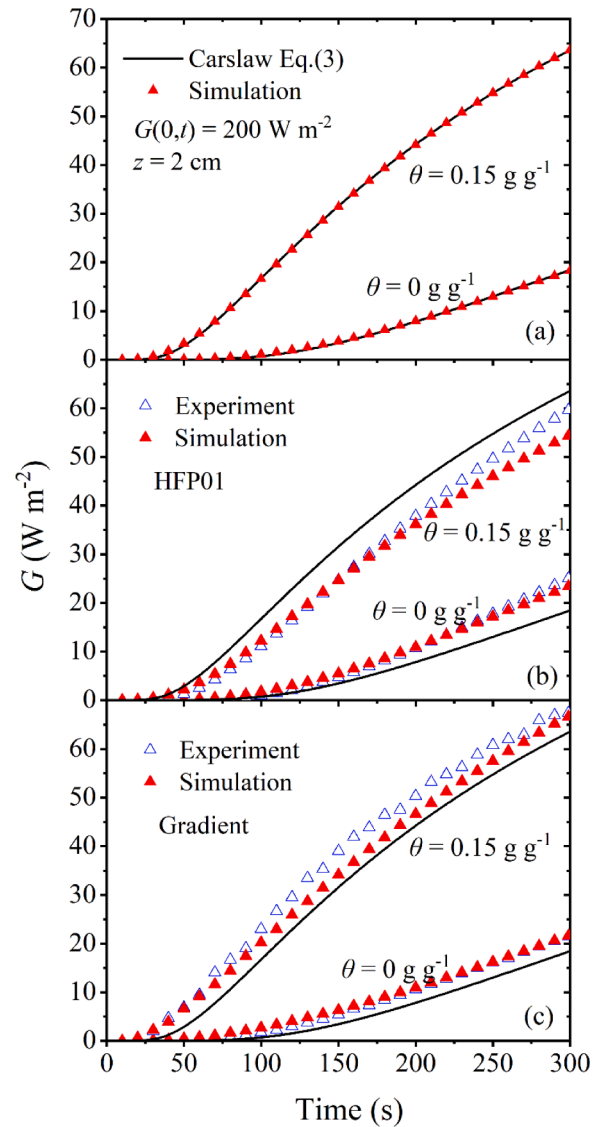 70
60
50
40
30
20
10
0
Carslaw Eq.(3)
Simulation
G(0,t) = 200 W m-2
z = 2 cm
θ = 0.15 g g-1
θ = 0 g g-1
(a)
60
50
40
30
20
10
0
Experiment
Simulation
HFP01
θ = 0.15 g g-1
θ = 0 g g-1
(b)
G (W m-2)
60
50
40
30
20
10
0
Experiment
Simulation
Gradient
θ = 0.15 g g-1
θ = 0 g g-1
(c)
0 50 100 150 200 250 300
Time (s)